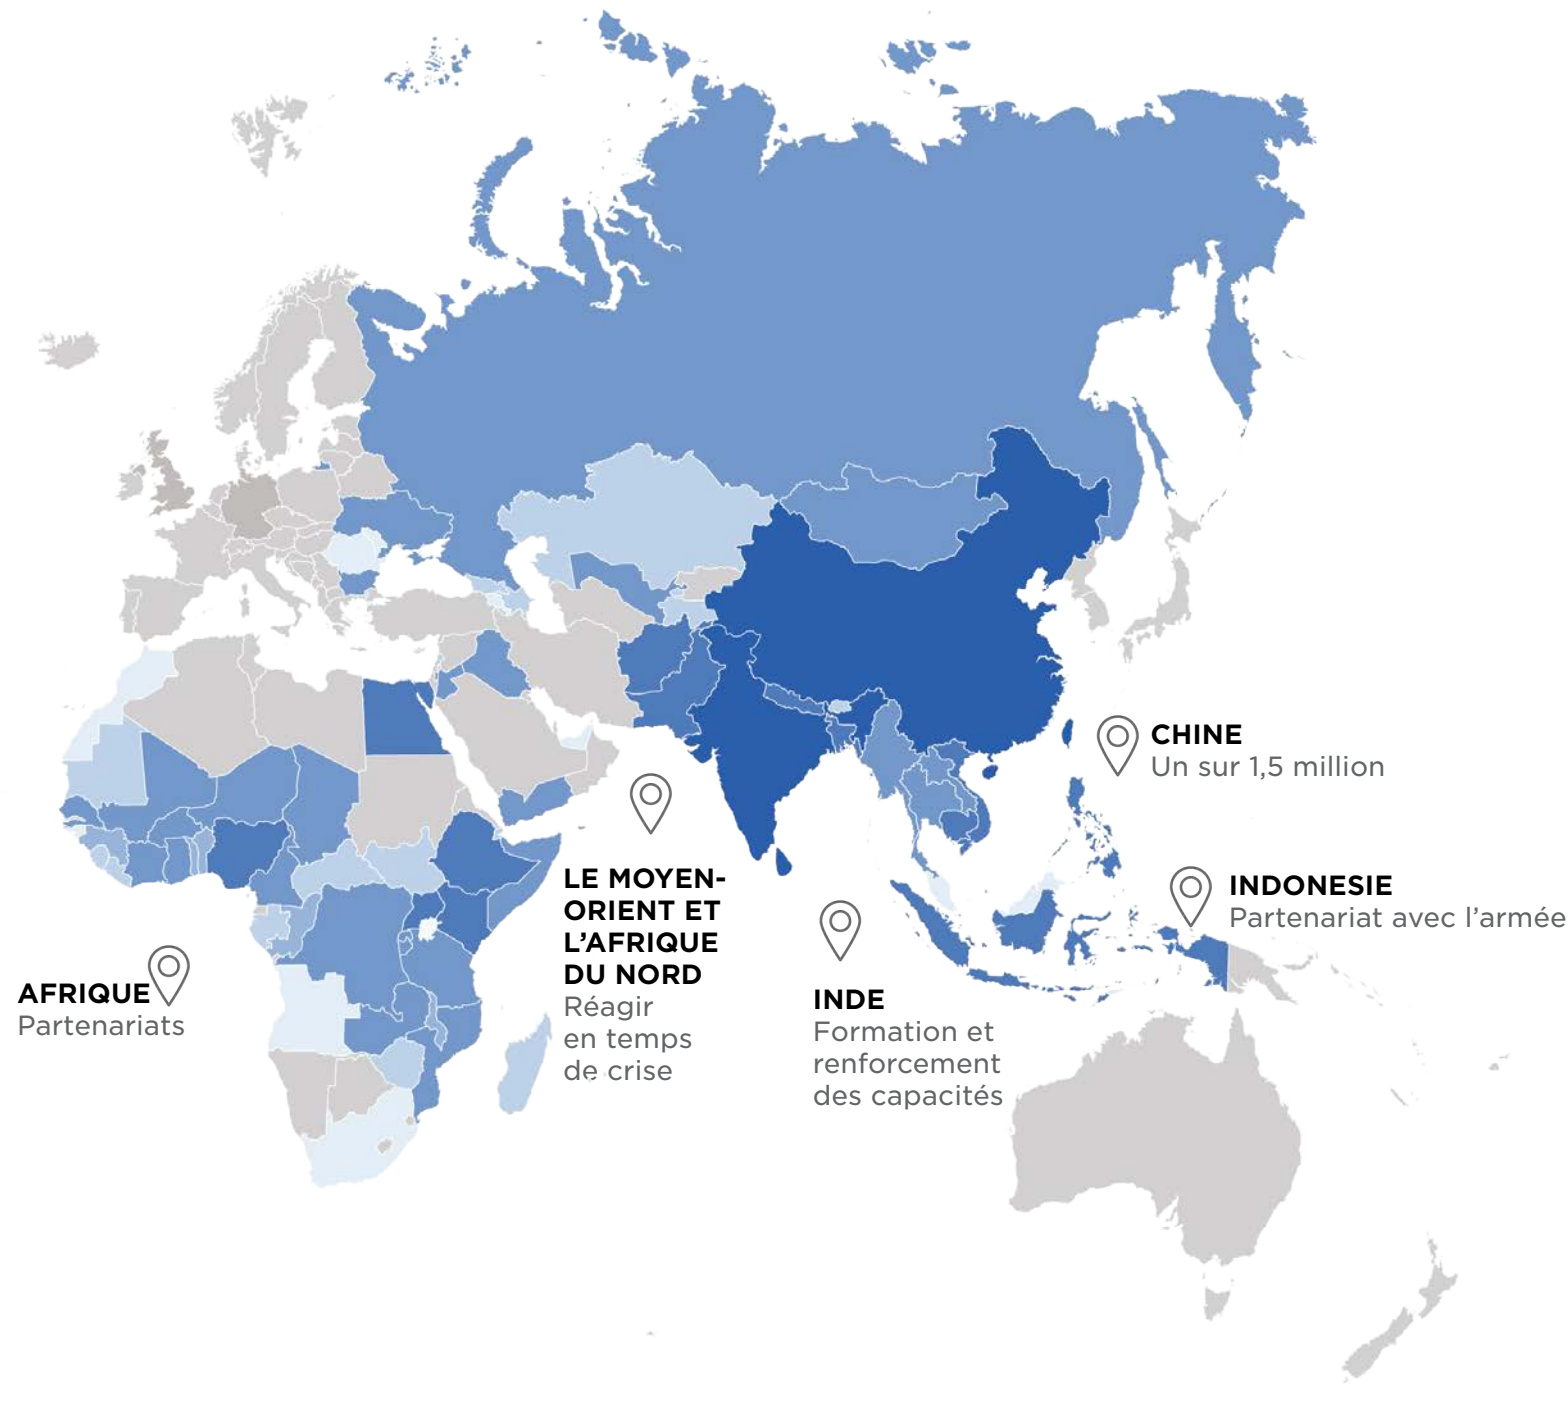 CHINE
Un sur 1,5 million
INDONESIE
Partenariat avec l'armée
LE MOYEN-
ORIENT ET
L'AFRIQUE
DU NORD
Réagir
en temps
de crise
AFRIQUE
Partenariats
INDE
Formation et
renforcement
des capacités